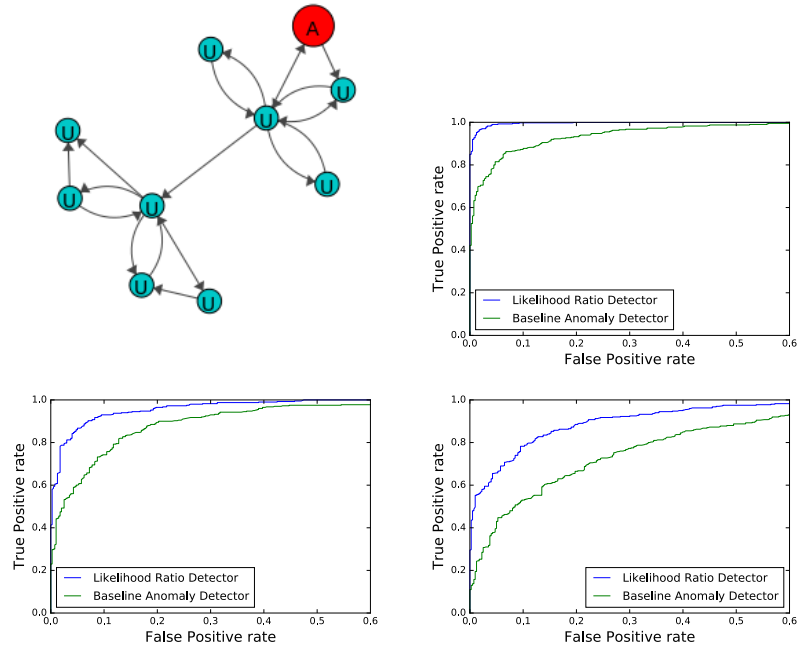 A
U
U
U
U
U
U
U
U
U
1.0
0.8
0.6
0.4
0.2
0.0
True Positive rate
Likelihood Ratio Detector
Baseline Anomaly Detector
0.0 0.1 0.2 0.3 0.4 0.5 0.6
False Positive rate
1.0
0.8
0.6
0.4
0.2
0.0
True Positive rate
Likelihood Ratio Detector
Baseline Anomaly Detector
0.0 0.1 0.2 0.3 0.4 0.5 0.6
False Positive rate
1.0
0.8
0.6
0.4
0.2
0.0
True Positive rate
Likelihood Ratio Detector
Baseline Anomaly Detector
0.0 0.1 0.2 0.3 0.4 0.5 0.6
False Positive rate